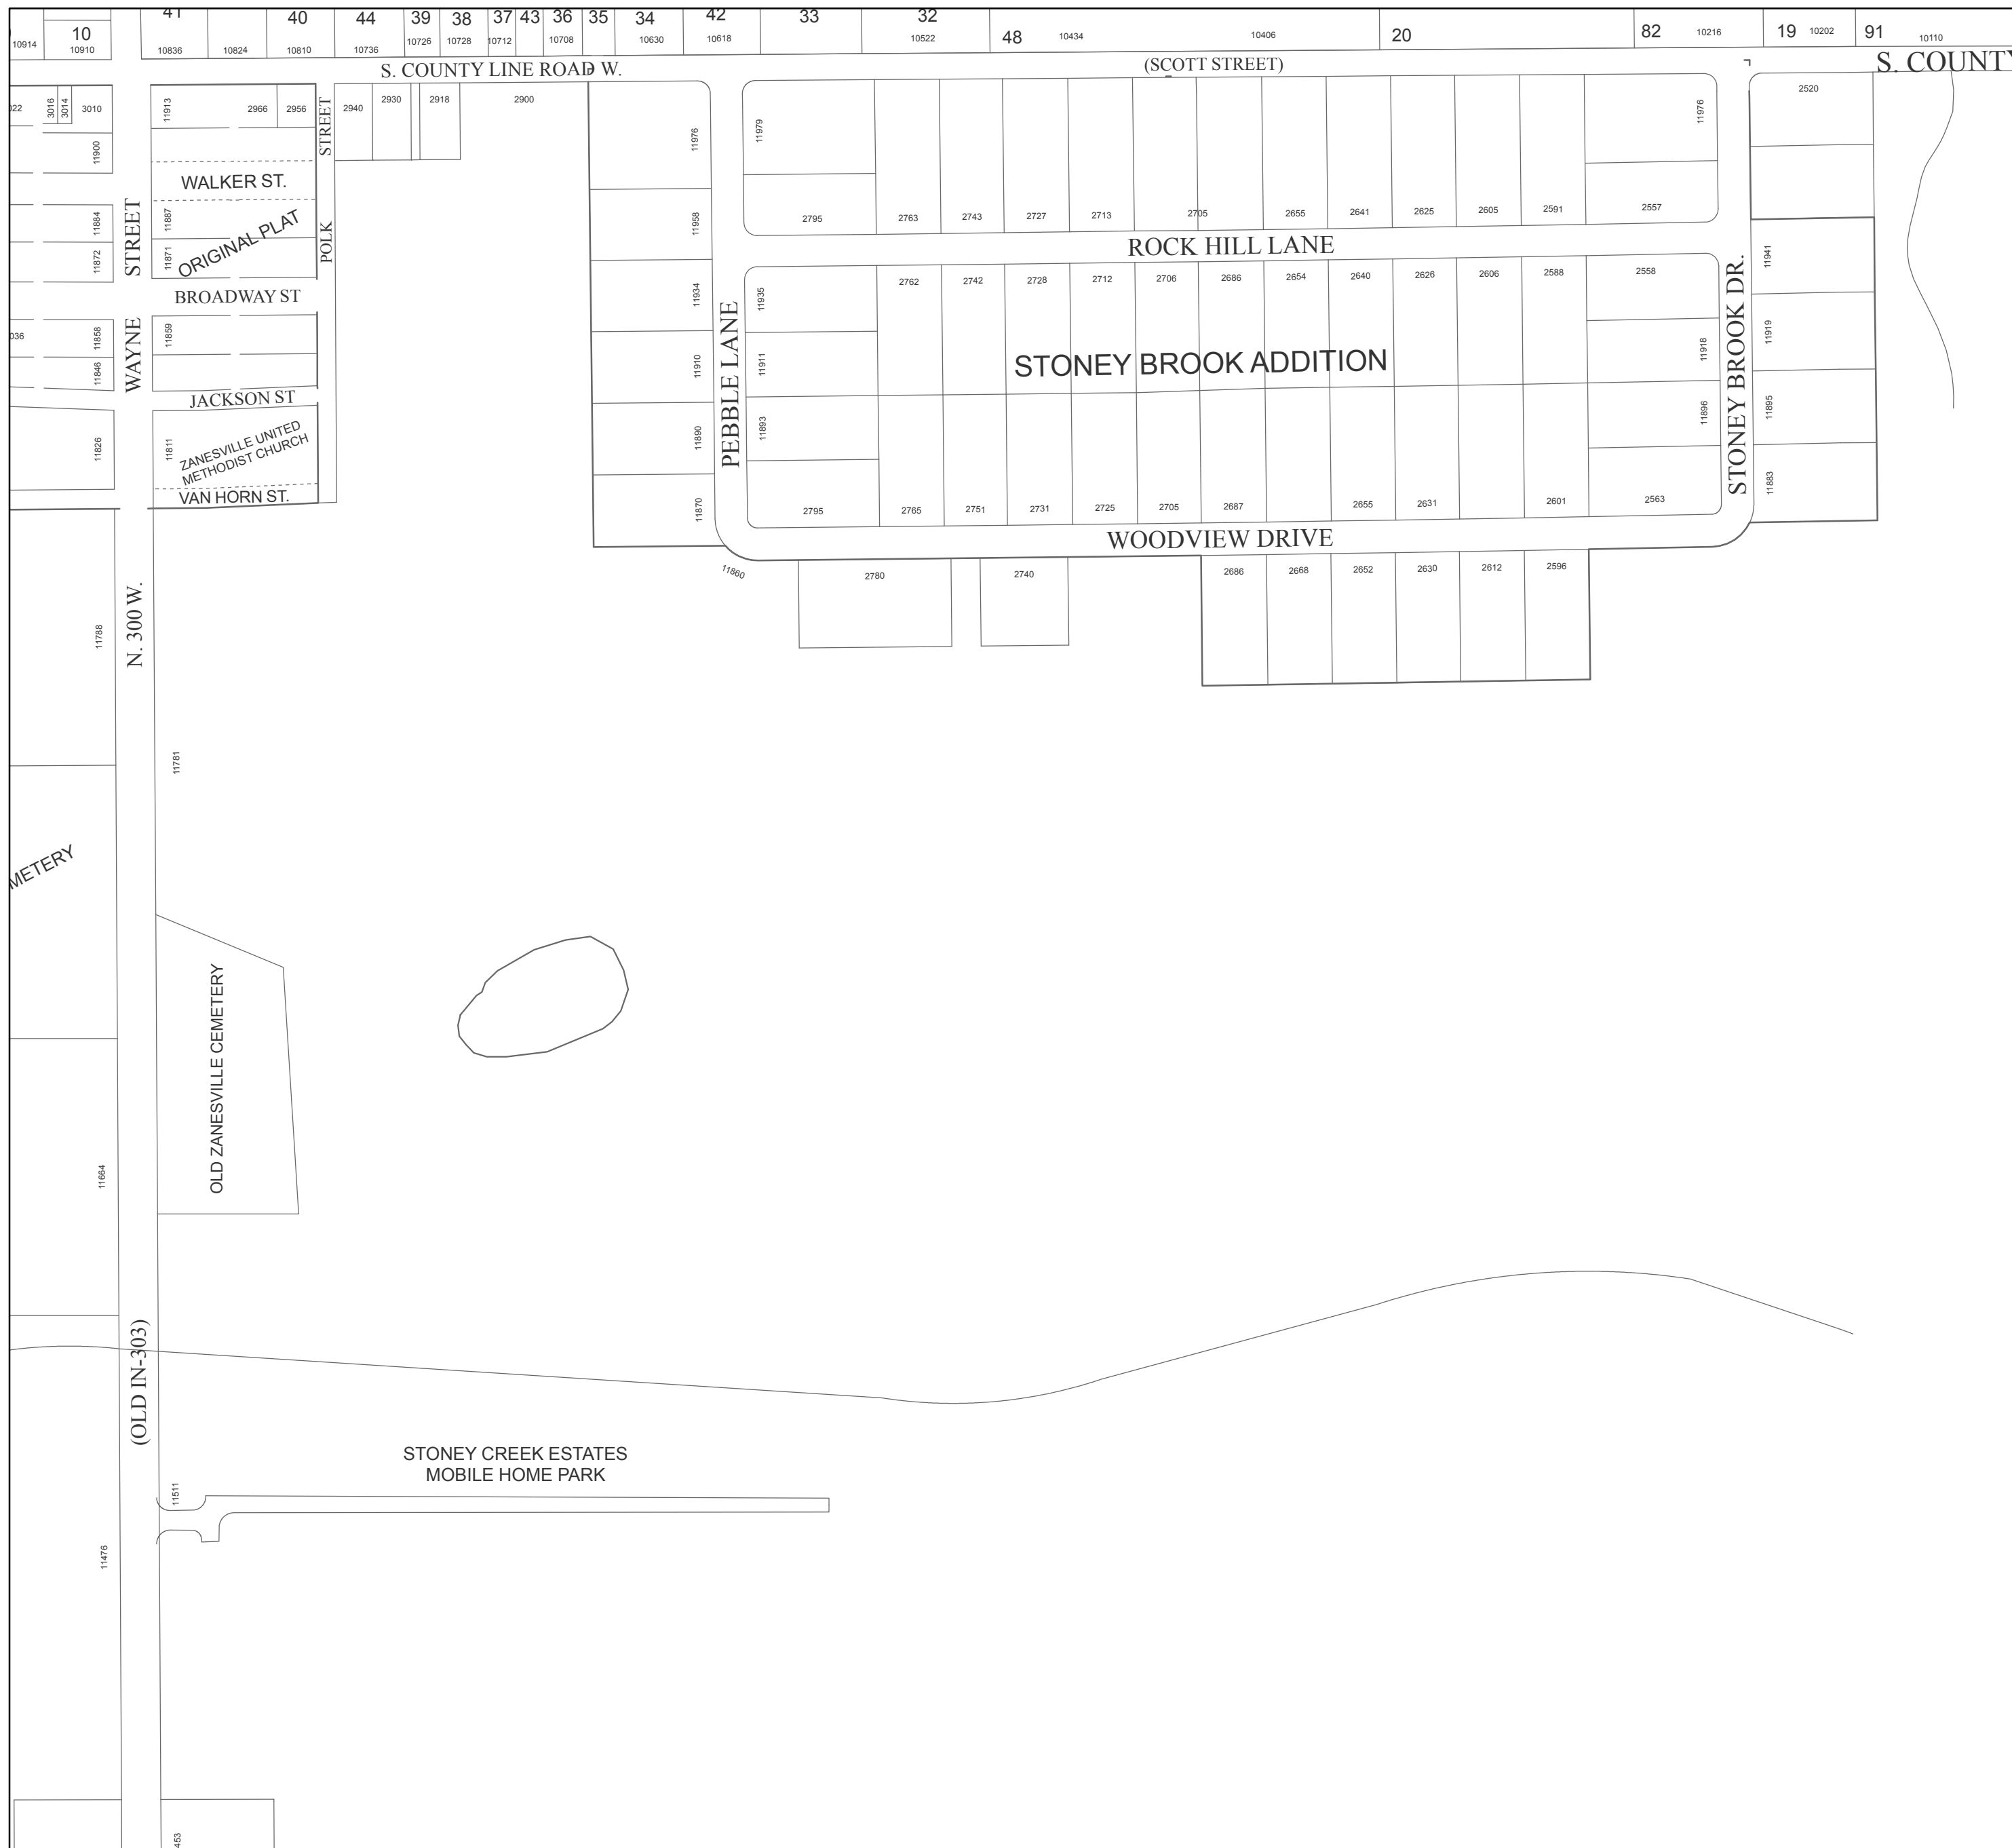 41 40 44 39 38 37 43 36 35 34 42 33 32 48 20 82 19 91
10
10914 10910 10836 10824 10810 10736 10726 10728 10712 10708 10630 10618 10522 10434 10406 10216 10202 10110
S. COUNTY LINE ROAD W.
(SCOTT STREET)
S. COUNTY
3016 3014 3010
11913 2966 2956
STREET
2940 2930 2918 2900
11976 11979 11976
2520
11900
WALKER ST.
11884 11887
ORIGINAL PLAT
11872 11871
POLK
STREET
11958
2795 2763 2743 2727 2713 2705 2655 2641 2625 2605 2591 2557
ROCK HILL LANE
11941
BROADWAY ST
11934 11935
2762 2742 2728 2712 2706 2686 2654 2640 2626 2606 2588 2558
036 11858 11859
WAYNE
11846
11910 11911
PEBBLE LANE
STONEY BROOK ADDITION
11918
STONEY BROOK DR.
11919
JACKSON ST
11826 11811
ZANESVILLE UNITED
METHODIST CHURCH
11890 11893 11896 11895
VAN HORN ST.
11870
2795 2765 2751 2731 2725 2705 2687 2655 2631 2601 2563
11883
WOODVIEW DRIVE
11860
2780 2740 2686 2668 2652 2630 2612 2596
11788
N. 300 W.
11781
METERY
OLD ZANESVILLE CEMETERY
11664
(OLD IN-303)
STONEY CREEK ESTATES
MOBILE HOME PARK
11511
11476
453